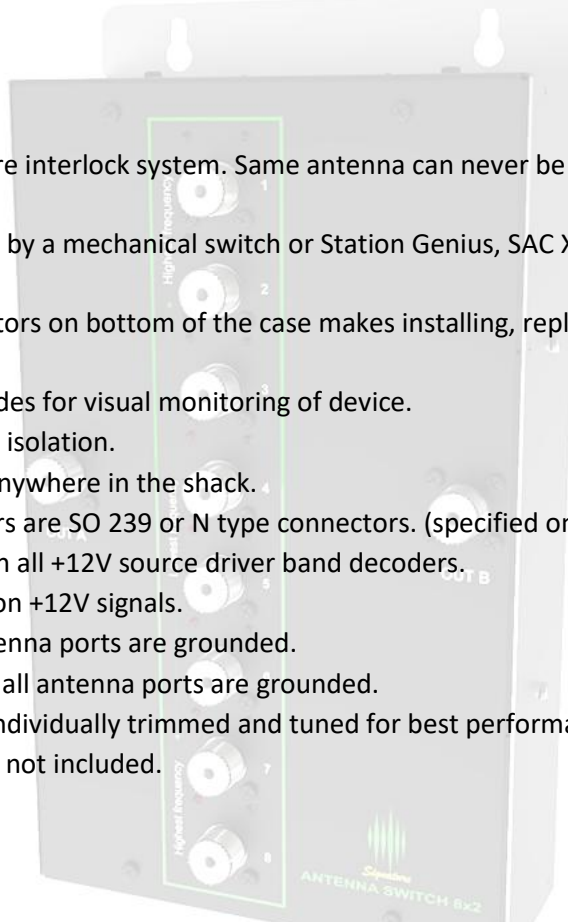 re interlock system. Same antenna can never be
by a mechanical switch or Station Genius, SAC X
tors on bottom of the case makes installing, repl
des for visual monitoring of device.
isolation.
nywhere in the shack.
rs are SO 239 or N type connectors. (specified or
n all +12V source driver band decoders.
on +12V signals.
enna ports are grounded.
all antenna ports are grounded.
ndividually trimmed and tuned for best performa
not included.
Highest frequency
1
2
3
4
5
7
8
Highest frequency
Highest frequency
OUT A
OUT B
Signature
ANTENNA SWITCH 8x2